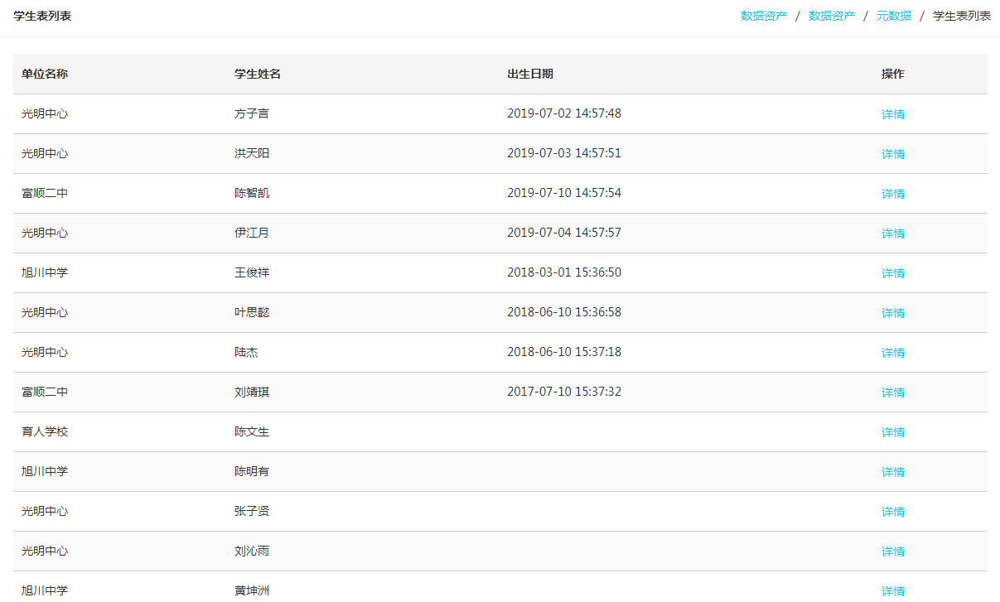 学生表列表 数据资产 / 数据资产 / 元数据 / 学生表列表
单位名称 学生姓名 出生日期 操作
光明中心 方子言 2019-07-02 14:57:48 详情
光明中心 洪天阳 2019-07-03 14:57:51 详情
富顺二中 陈智凯 2019-07-10 14:57:54 详情
光明中心 伊江月 2019-07-04 14:57:57 详情
旭川中学 王俊祥 2018-03-01 15:36:50 详情
光明中心 叶思懿 2018-06-10 15:36:58 详情
光明中心 陆杰 2018-06-10 15:37:18 详情
富顺二中 刘靖琪 2017-07-10 15:37:32 详情
育人学校 陈文生 详情
旭川中学 陈明有 详情
光明中心 张子贤 详情
光明中心 刘沁雨 详情
旭川中学 黄坤洲 详情